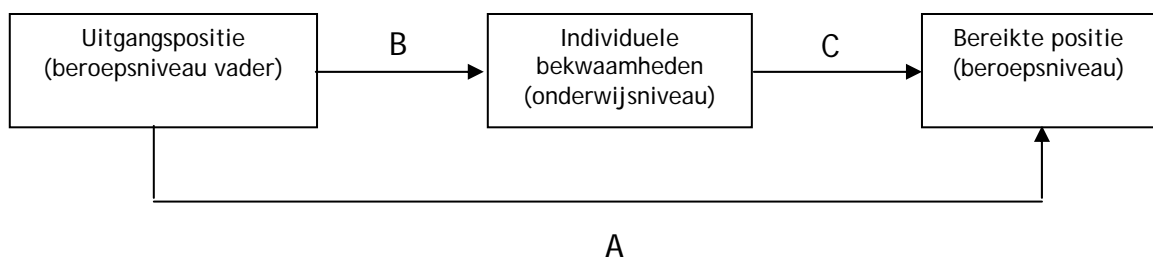 Uitgangspositie
(beroepsniveau vader)
B
Individuele
bekwaamheden
(onderwijsniveau)
C
Bereikte positie
(beroepsniveau)
A